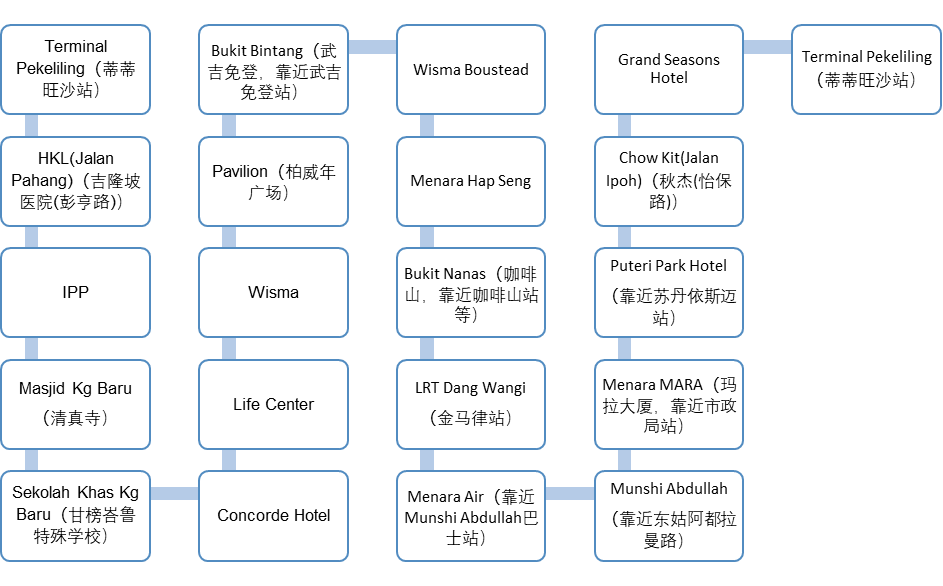 Terminal
Pekeliling（蒂蒂
旺沙站）
HKL(Jalan
Pahang)（吉隆坡
医院(彭亨路)）
IPP
Masjid Kg Baru
（清真寺）
Sekolah Khas Kg
Baru（甘榜峇鲁
特殊学校）
Concorde Hotel
Life Center
Wisma
Pavilion（柏威年
广场）
Bukit Bintang（武
吉免登，靠近武吉
免登站）
Wisma Boustead
Menara Hap Seng
Bukit Nanas（咖啡
山，靠近咖啡山站
等）
LRT Dang Wangi
（金马律站）
Menara Air（靠近
Munshi Abdullah巴
士站）
Munshi Abdullah
（靠近东姑阿都拉
曼路）
Menara MARA（玛
拉大厦，靠近市政
局站）
Puteri Park Hotel
（靠近苏丹依斯迈
站）
Chow Kit(Jalan
Ipoh)（秋杰(怡保
路)）
Grand Seasons
Hotel
Terminal Pekeliling
（蒂蒂旺沙站）